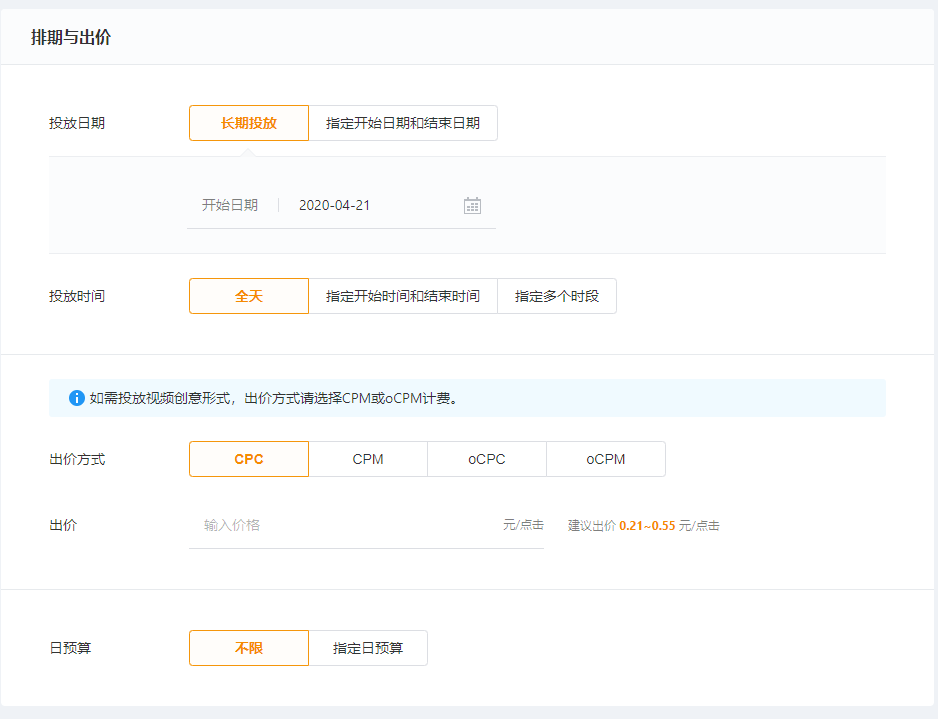 排期与出价
投放日期 长期投放 指定开始日期和结束日期
开始日期 2020-04-21
投放时间 全天 指定开始时间和结束时间 指定多个时段
如需投放视频创意形式，出价方式请选择CPM或oCPM计费。
出价方式 CPC CPM oCPC oCPM
出价 输入价格 元/点击 建议出价 0.21~0.55 元/点击
日预算 不限 指定日预算